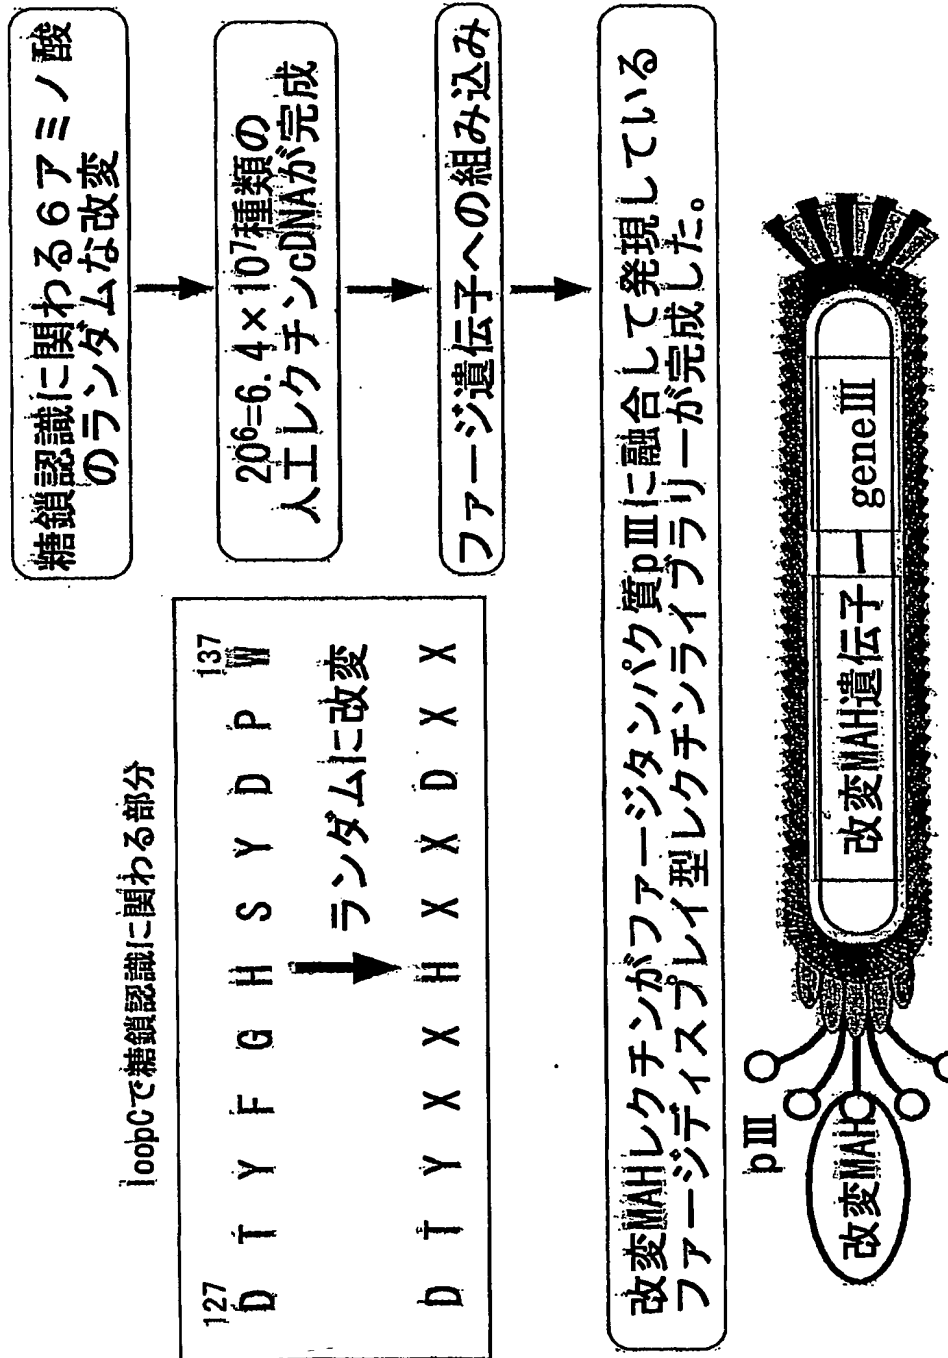 loopCで糖鎖認識に関わる部分
127 137
D T Y F G H S Y D P W
ランダムに改変
D T Y X X H X X D X X
糖鎖認識に関わる6アミノ酸
のランダムな改変
20⁶=6.4×10⁷種類の
人工レクチンcDNAが完成
ファージ遺伝子への組み込み
改変MAHレクチンがファージタンパク質pⅢに融合して発現している
ファージディスプレイ型レクチンライブラリーが完成した。
pⅢ
改変MAH
改変MAH遺伝子
geneⅢ